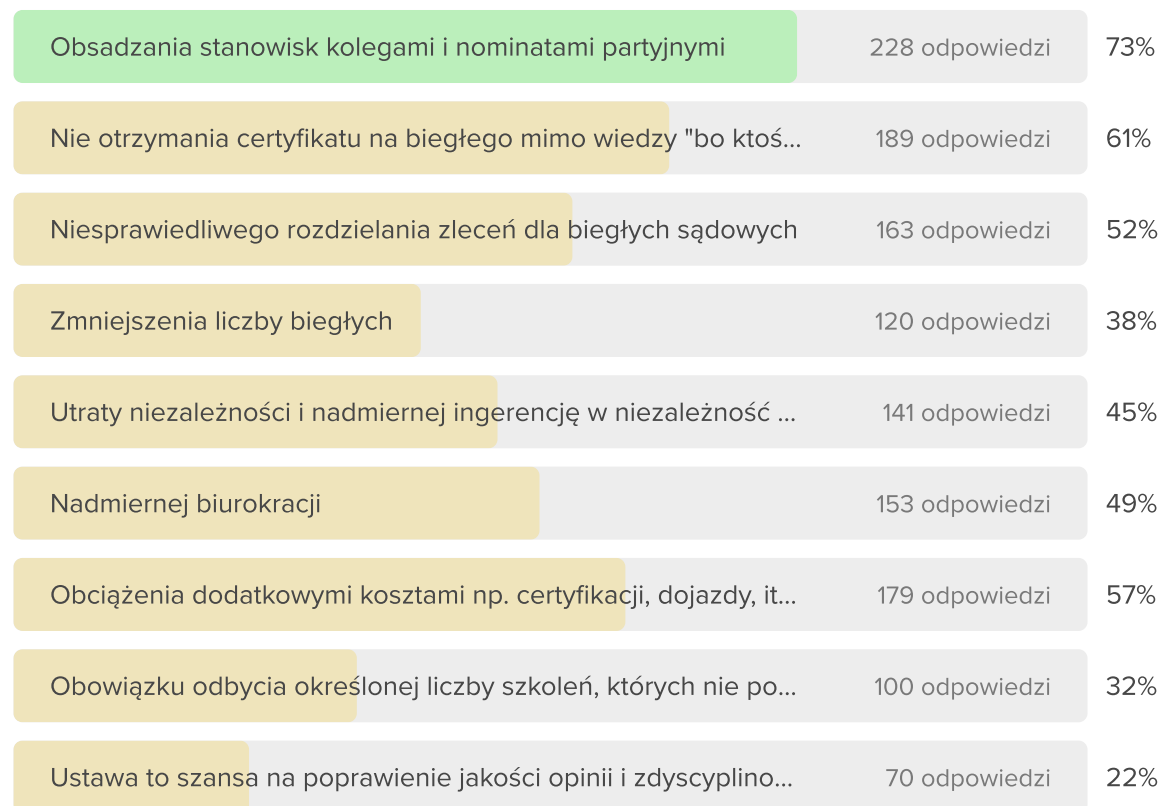 Obsadzania stanowisk kolegami i nominatami partyjnymi 228 odpowiedzi 73%
Nie otrzymania certyfikatu na biegłego mimo wiedzy "bo ktoś... 189 odpowiedzi 61%
Niesprawiedliwego rozdzielania zleceń dla biegłych sądowych 163 odpowiedzi 52%
Zmniejszenia liczby biegłych 120 odpowiedzi 38%
Utraty niezależności i nadmiernej ingerencję w niezależność ... 141 odpowiedzi 45%
Nadmiernej biurokracji 153 odpowiedzi 49%
Obciążenia dodatkowymi kosztami np. certyfikacji, dojazdy, it... 179 odpowiedzi 57%
Obowiązku odbycia określonej liczby szkoleń, których nie po... 100 odpowiedzi 32%
Ustawa to szansa na poprawienie jakości opinii i zdyscyplino... 70 odpowiedzi 22%